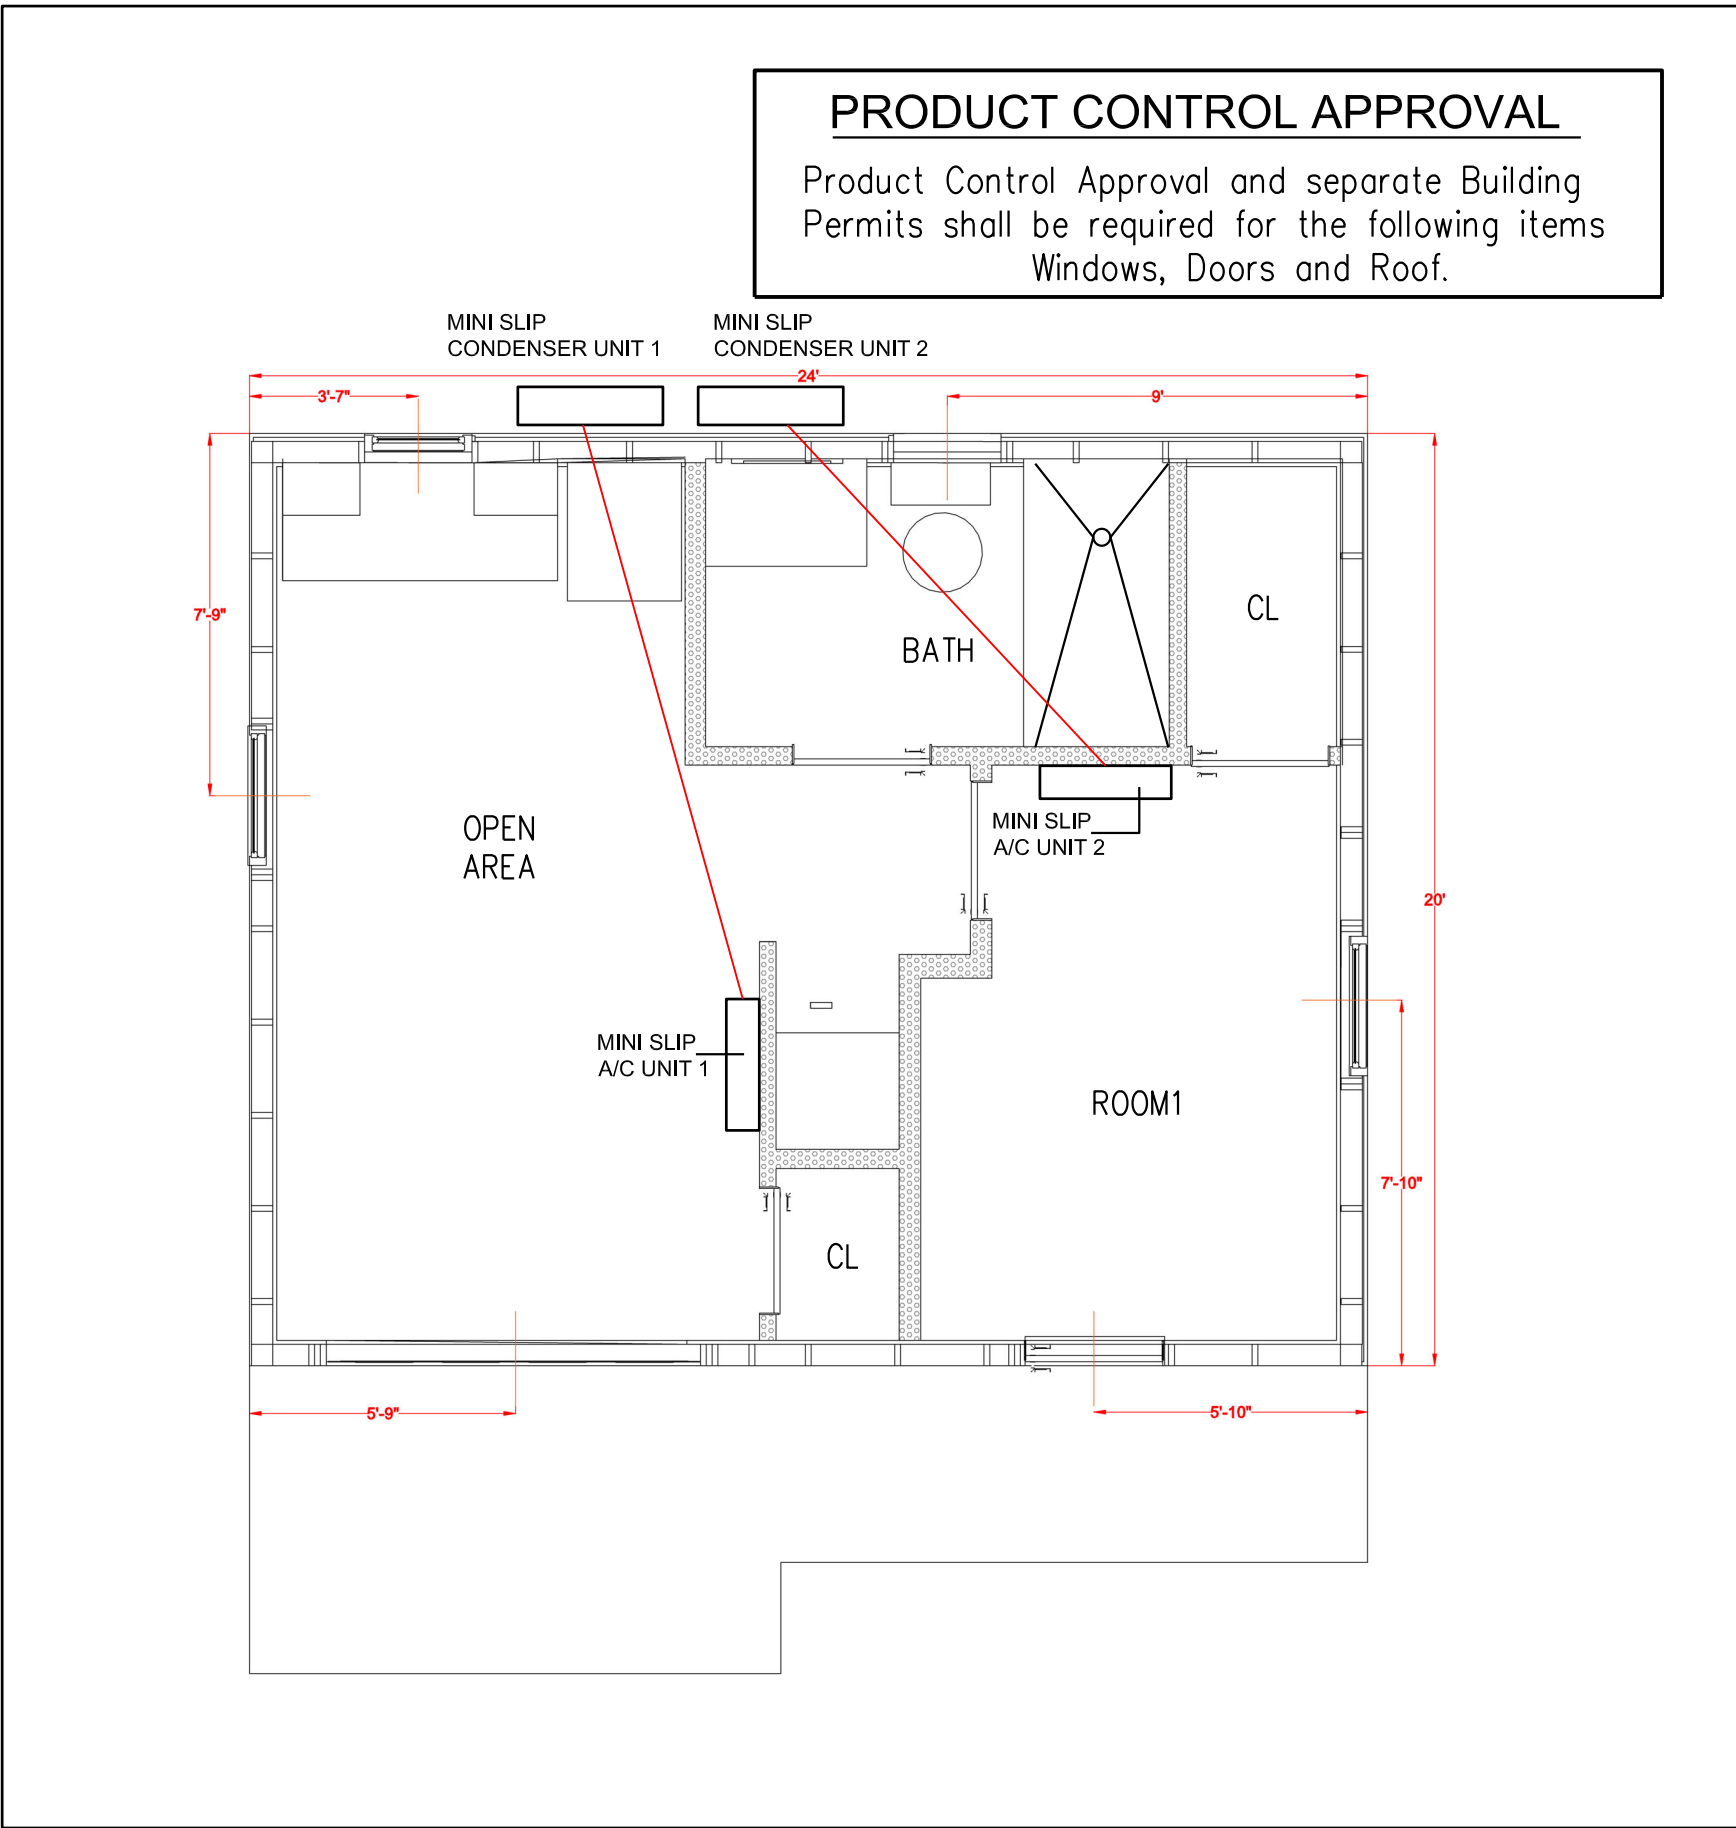 PRODUCT CONTROL APPROVAL
Product Control Approval and separate Building
Permits shall be required for the following items
Windows, Doors and Roof.
MINI SLIP
CONDENSER UNIT 1
MINI SLIP
CONDENSER UNIT 2
24'
3'-7"
9'
7'-9"
CL
BATH
OPEN
AREA
MINI SLIP
A/C UNIT 2
20'
MINI SLIP
A/C UNIT 1
ROOM1
7'-10"
CL
5'-9"
5'-10"